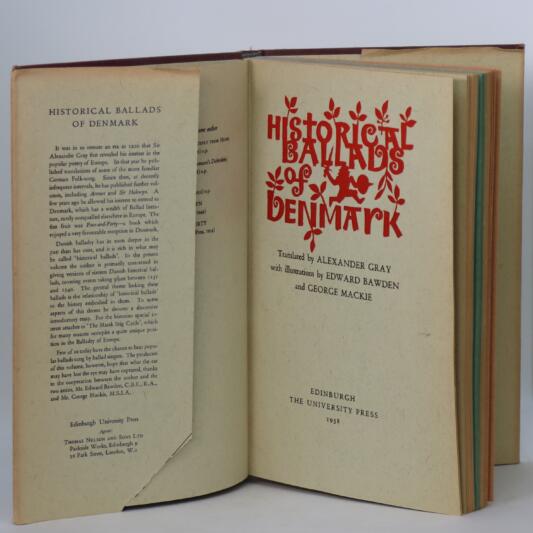 HISTORICAL BALLADS
OF DENMARK
It was in so remote an era as 1920 that Sir
Alexander Gray first revealed his interest in the
popular poetry of Europe. In that year he pub-
lished translations of some of the more familiar
German Folk-song. Since then, at decently
infrequent intervals, he has published further vol-
umes, including Arrows and Sir Halewyn. A
few years ago he allowed his interest to extend to
Denmark, which has a wealth of Ballad litera-
ture, rarely equalled elsewhere in Europe. The
first fruit was Four-and-Forty—a book which
enjoyed a very favourable reception in Denmark.
Danish balladry has its roots deeper in the
past than has ours, and it is rich in what may
be called 'historical ballads'. In the present
volume the author is primarily concerned in
giving versions of sixteen Danish historical bal-
lads, covering events taking place between
and The general theme linking these
ballads is the relationship of 'historical ballads'
to the history embodied in them. To some
aspects of this theme he devotes a discursive
introductory essay. For the historian special in-
terest attaches to 'The Marsk Stig Cycle', which
for many reasons occupies a quite unique posi-
tion in the Balladry of Europe.
Few of us today have the chance to hear popu-
lar ballads sung by ballad singers. The producers
of this volume, however, hope that what the ear
may have lost the eye may have captured, thanks
to the cooperation between the author and the
two artists, Mr. Edward Bawden, C.B.E., R.A.,
and Mr. George Mackie, M.S.I.A.
Edinburgh University Press
Agents
THOMAS NELSON AND SONS LTD
Parkside Works, Edinburgh 9
36 Park Street, London, W.1
same author
HISTORICAL
BALLADS
OF
DENMARK
Translated by ALEXANDER GRAY
with illustrations by EDWARD BAWDEN
and GEORGE MACKIE
EDINBURGH
THE UNIVERSITY PRESS
1958